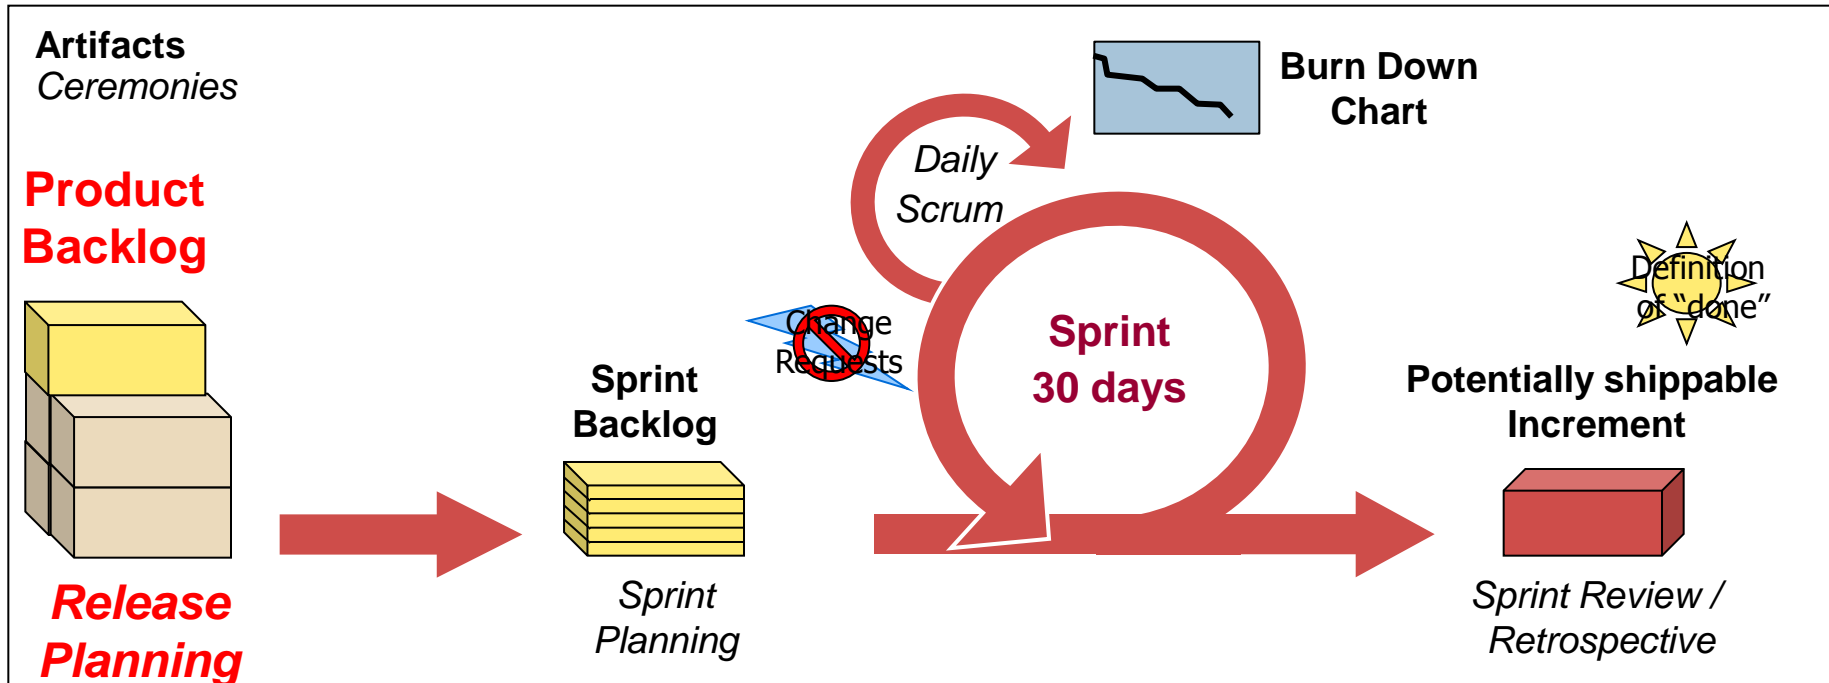 Artifacts
Ceremonies
Product
Backlog
Release
Planning
Sprint
Backlog
Sprint
Planning
Change
Requests
Daily
Scrum
Burn Down
Chart
Sprint
30 days
Definition
of “done”
Potentially shippable
Increment
Sprint Review /
Retrospective